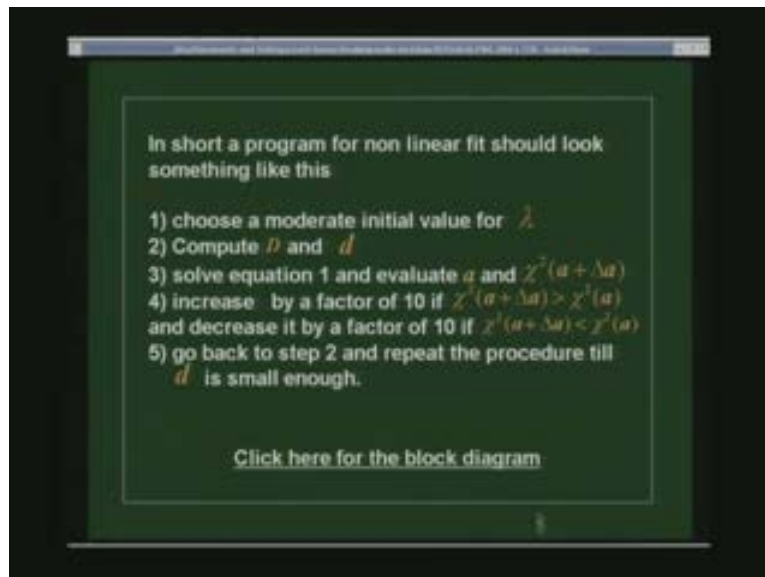 In short a program for non linear fit should look
something like this
1) choose a moderate initial value for λ
2) Compute D and d
3) solve equation 1 and evaluate a and χ²(a + Δa)
4) increase by a factor of 10 if χ²(a + Δa) > χ²(a)
and decrease it by a factor of 10 if χ²(a + Δa) < χ²(a)
5) go back to step 2 and repeat the procedure till
d is small enough.
Click here for the block diagram